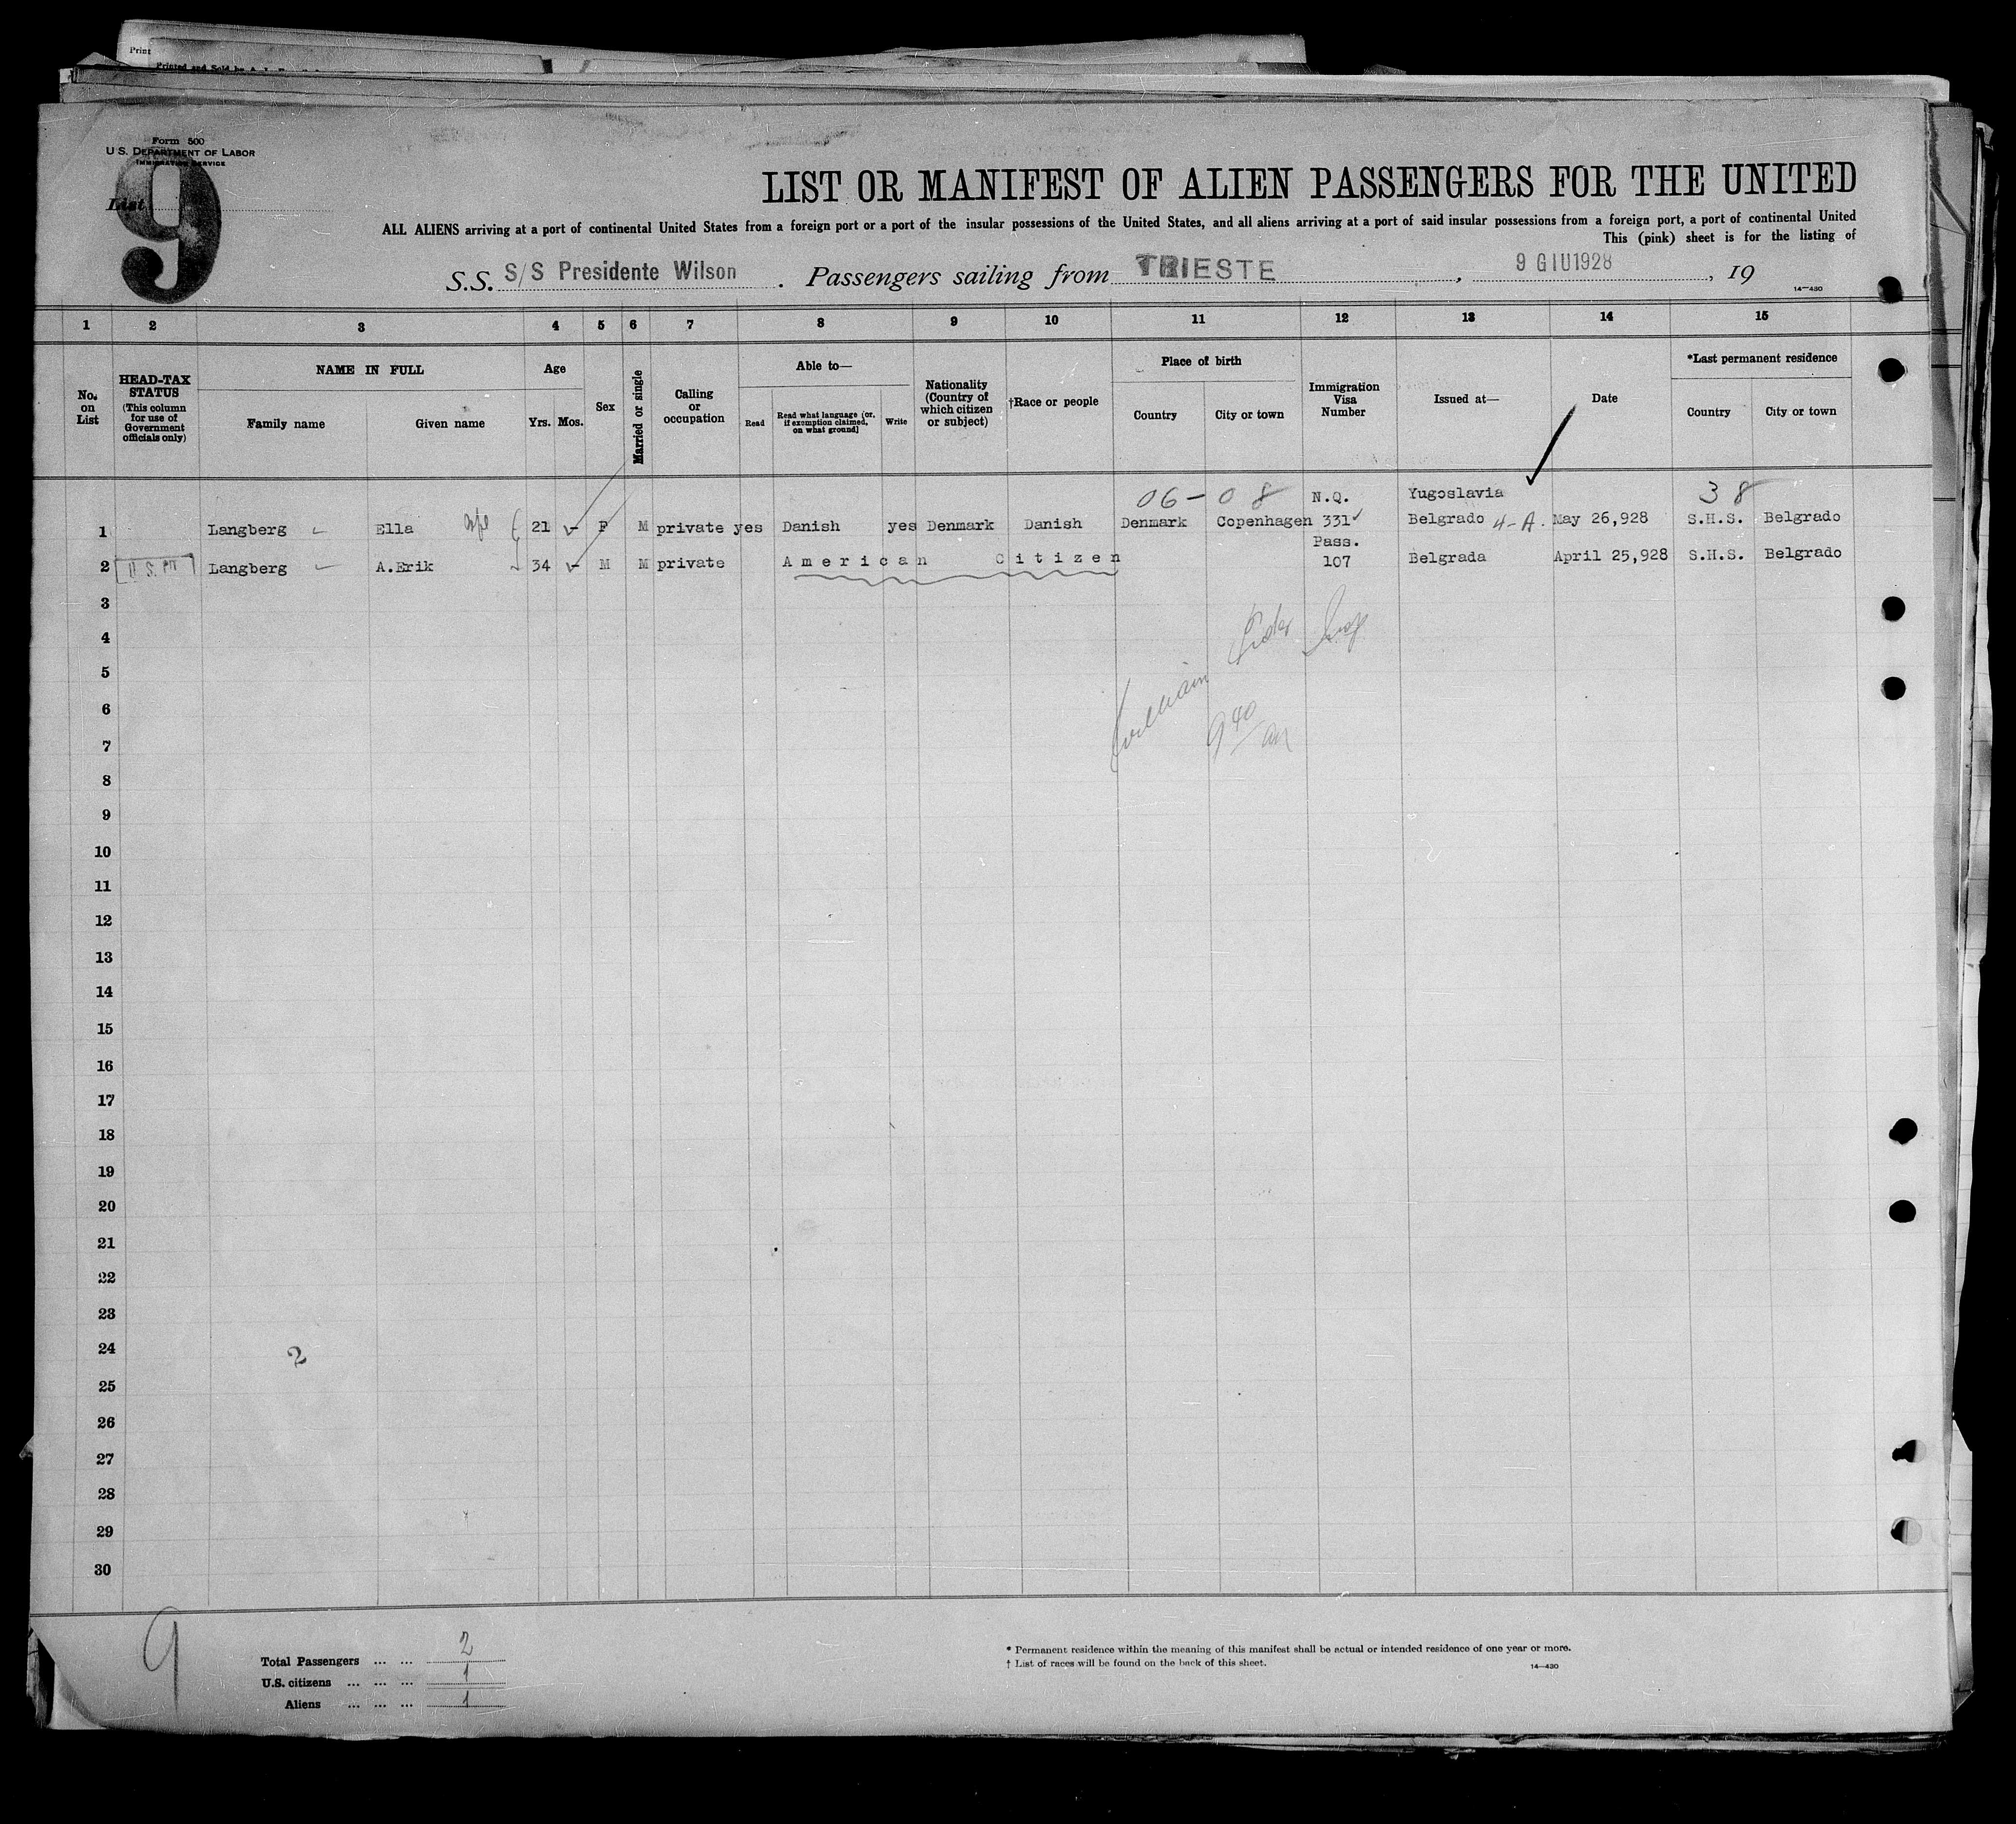 Print
Printed and Sold by
Form 500
U.S. DEPARTMENT OF LABOR
IMMIGRATION SERVICE
List 9
LIST OR MANIFEST OF ALIEN PASSENGERS FOR THE UNITED
ALL ALIENS arriving at a port of continental United States from a foreign port or a port of the insular possessions of the United States, and all aliens arriving at a port of said insular possessions from a foreign port, a port of continental United
This (pink) sheet is for the listing of
S.S. S/S Presidente Wilson. Passengers sailing from TRIESTE, 9 GIU 1928, 19
14—430
1 2 3 4 5 6 7 8 9 10 11 12 13 14 15
No. on List
HEAD-TAX STATUS (This column for use of Government officials only)
NAME IN FULL
Family name Given name
Age
Yrs. Mos.
Sex
Married or single
Calling or occupation
Able to—
Read Read what language [or, if exemption claimed, on what ground] Write
Nationality (Country of which citizen or subject)
†Race or people
Place of birth
Country City or town
Immigration Visa Number
Issued at—
Date
*Last permanent residence
Country City or town
06-08 N.Q. Yugoslavia 38
1 Langberg Ella 21 - F M private yes Danish yes Denmark Danish Denmark Copenhagen 331 Belgrado 4-A. May 26,928 S.H.S. Belgrado
Pass.
2 Langberg A.Erik 34 - M M private American Citizen 107 Belgrada April 25,928 S.H.S. Belgrado
3
4
5
6
7
9 40
8
9
10
11
12
13
14
15
16
17
18
19
20
21
22
23
24
2
25
26
27
28
29
30
9
Total Passengers ... ... 2
U.S. citizens ... ... ... 1
Aliens ... ... ... 1
* Permanent residence within the meaning of this manifest shall be actual or intended residence of one year or more.
† List of races will be found on the back of this sheet.
14—430